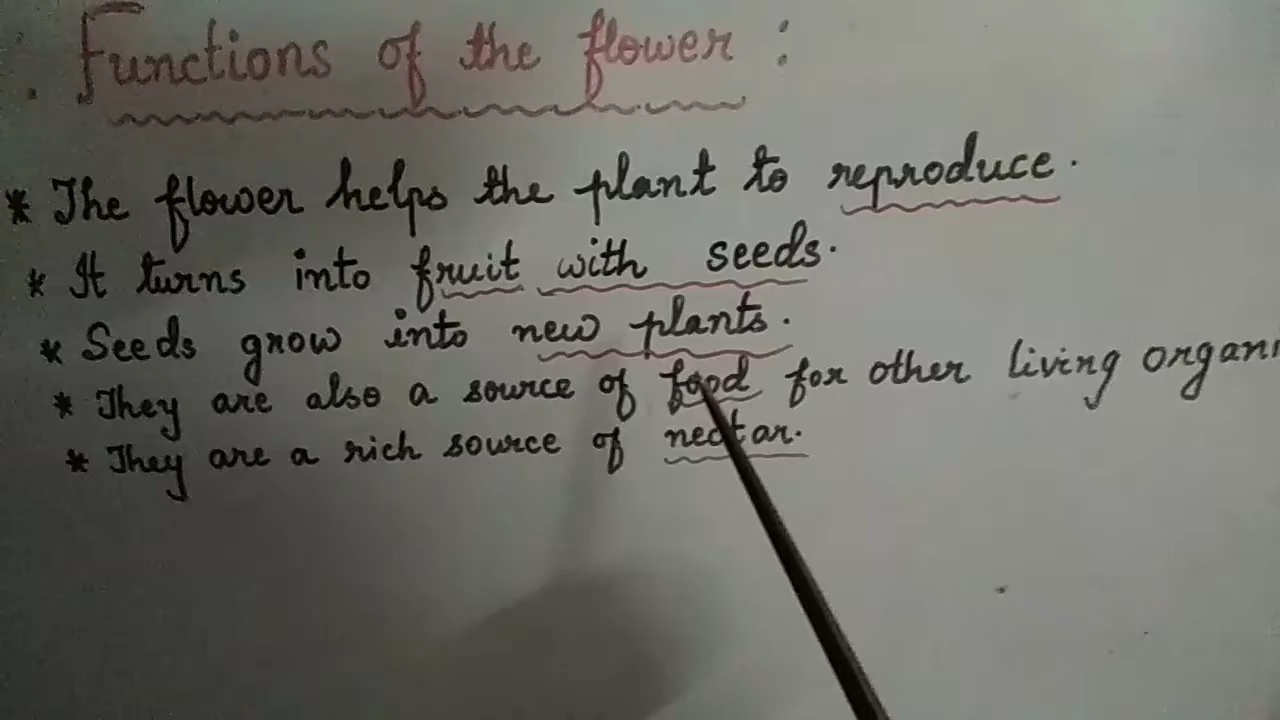 Functions of the flower :
* The flower helps the plant to reproduce.
* It turns into fruit with seeds.
* Seeds grow into new plants.
* They are also a source of food for other living organi
* They are a rich source of nectar.